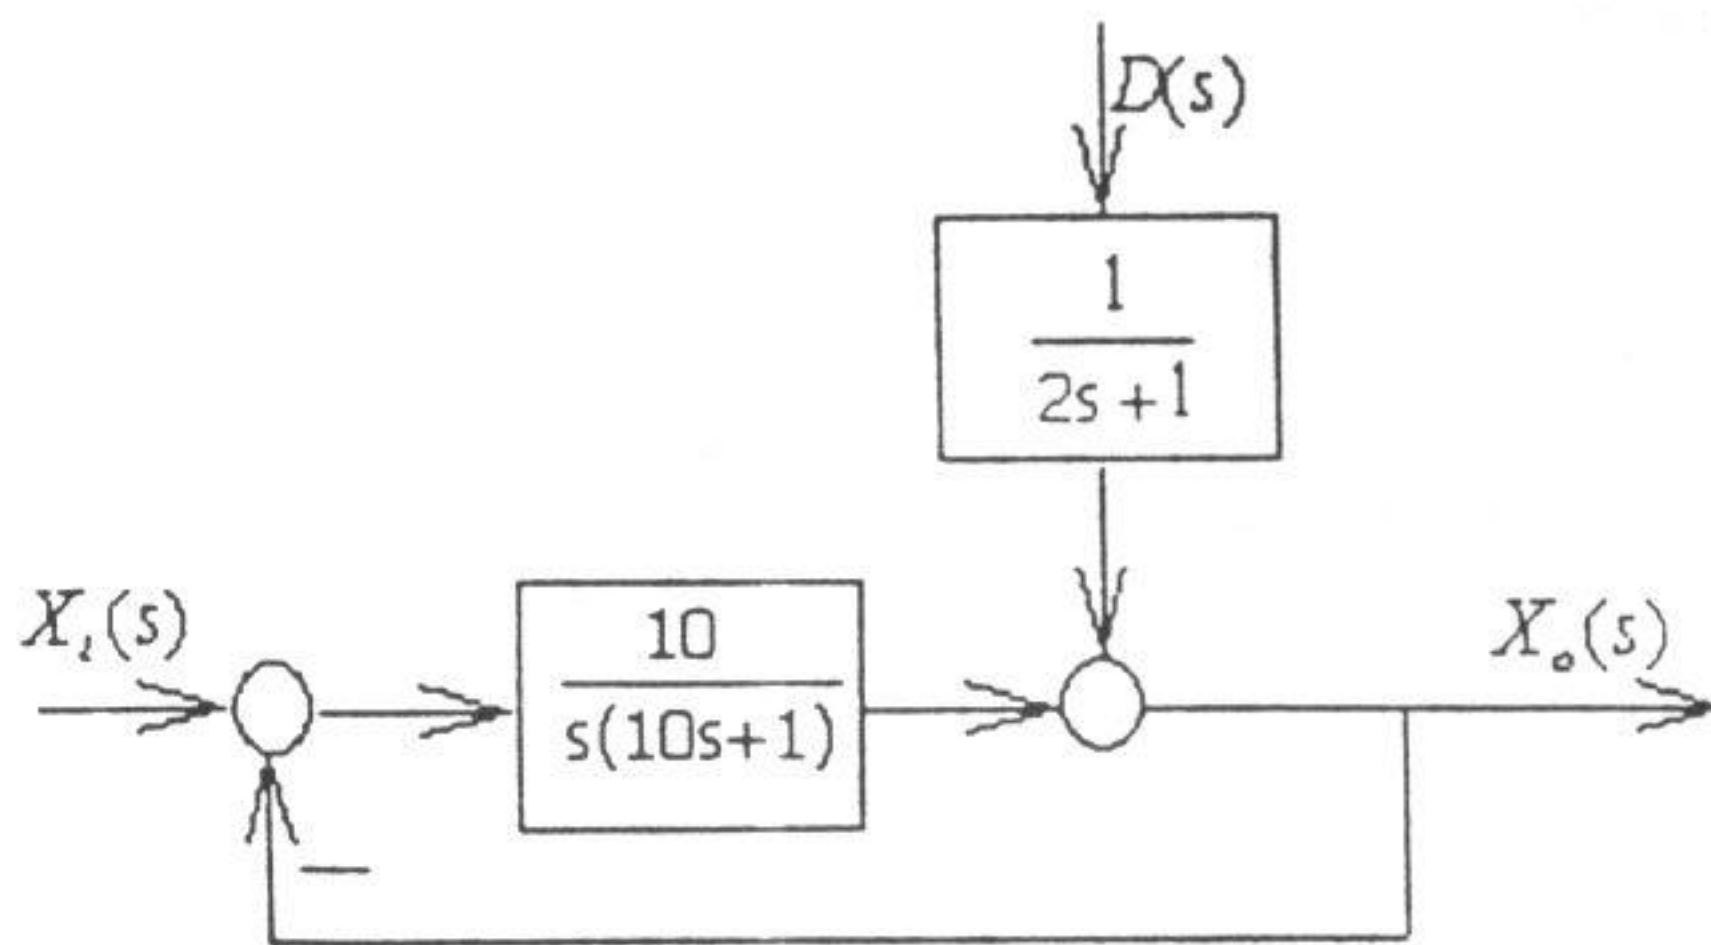 D(s)
1
2s + 1
X_i(s)
10
s(10s+1)
X_o(s)
—